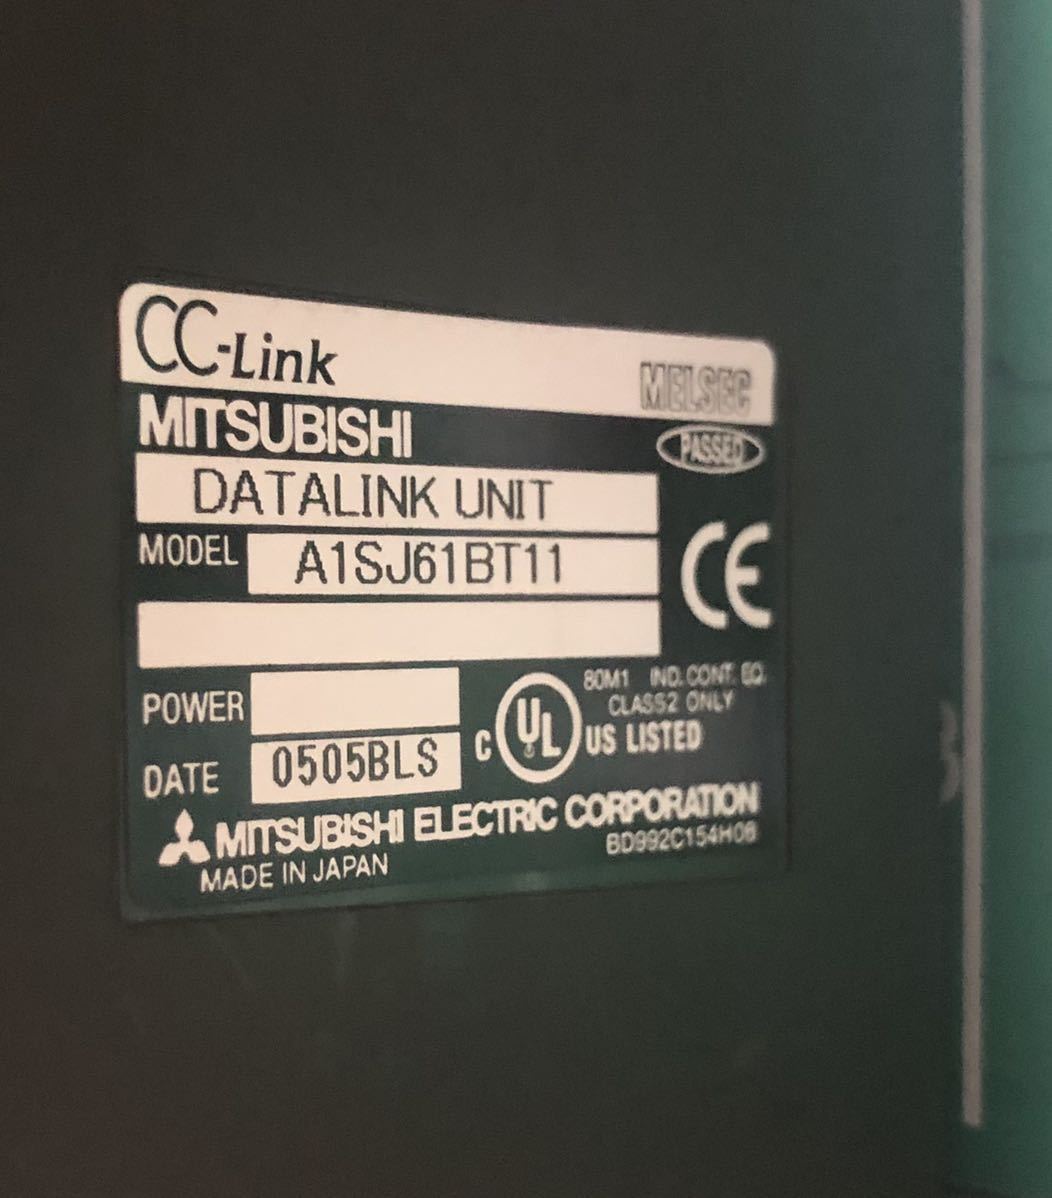 CC-Link
MELSEC
MITSUBISHI
PASSED
DATALINK UNIT
MODEL A1SJ61BT11
CE
POWER
80M1 IND. CONT. EQ.
CLASS2 ONLY
C UL US LISTED
DATE 0505BLS
MITSUBISHI ELECTRIC CORPORATION
MADE IN JAPAN
BD992C154H06